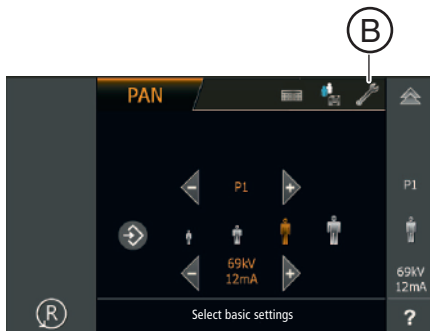 B
PAN
P1
P1
69kV
12mA
69kV
12mA
R
Select basic settings
?